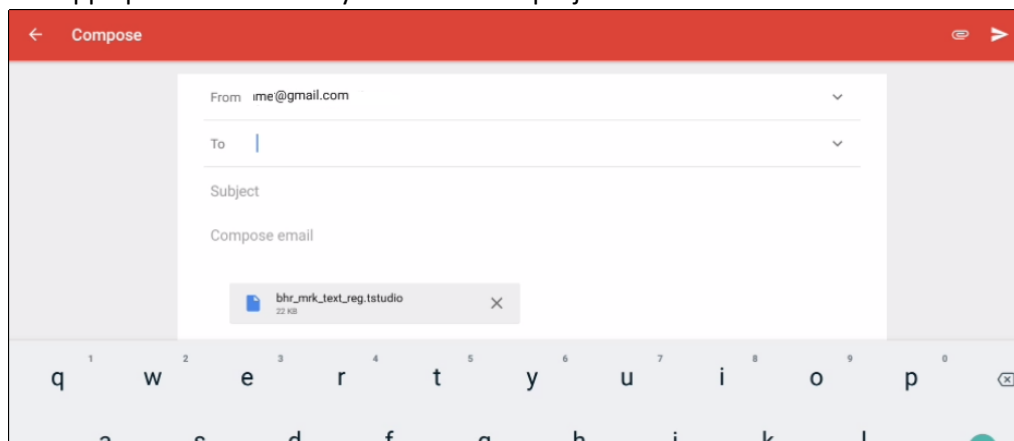 Compose
From me@gmail.com
To
Subject
Compose email
bhr_mrk_text_reg.tstudio
22 KB
1 2 3 4 5 6 7 8 9 0
q w e r t y u i o p
a s d f g h j k l